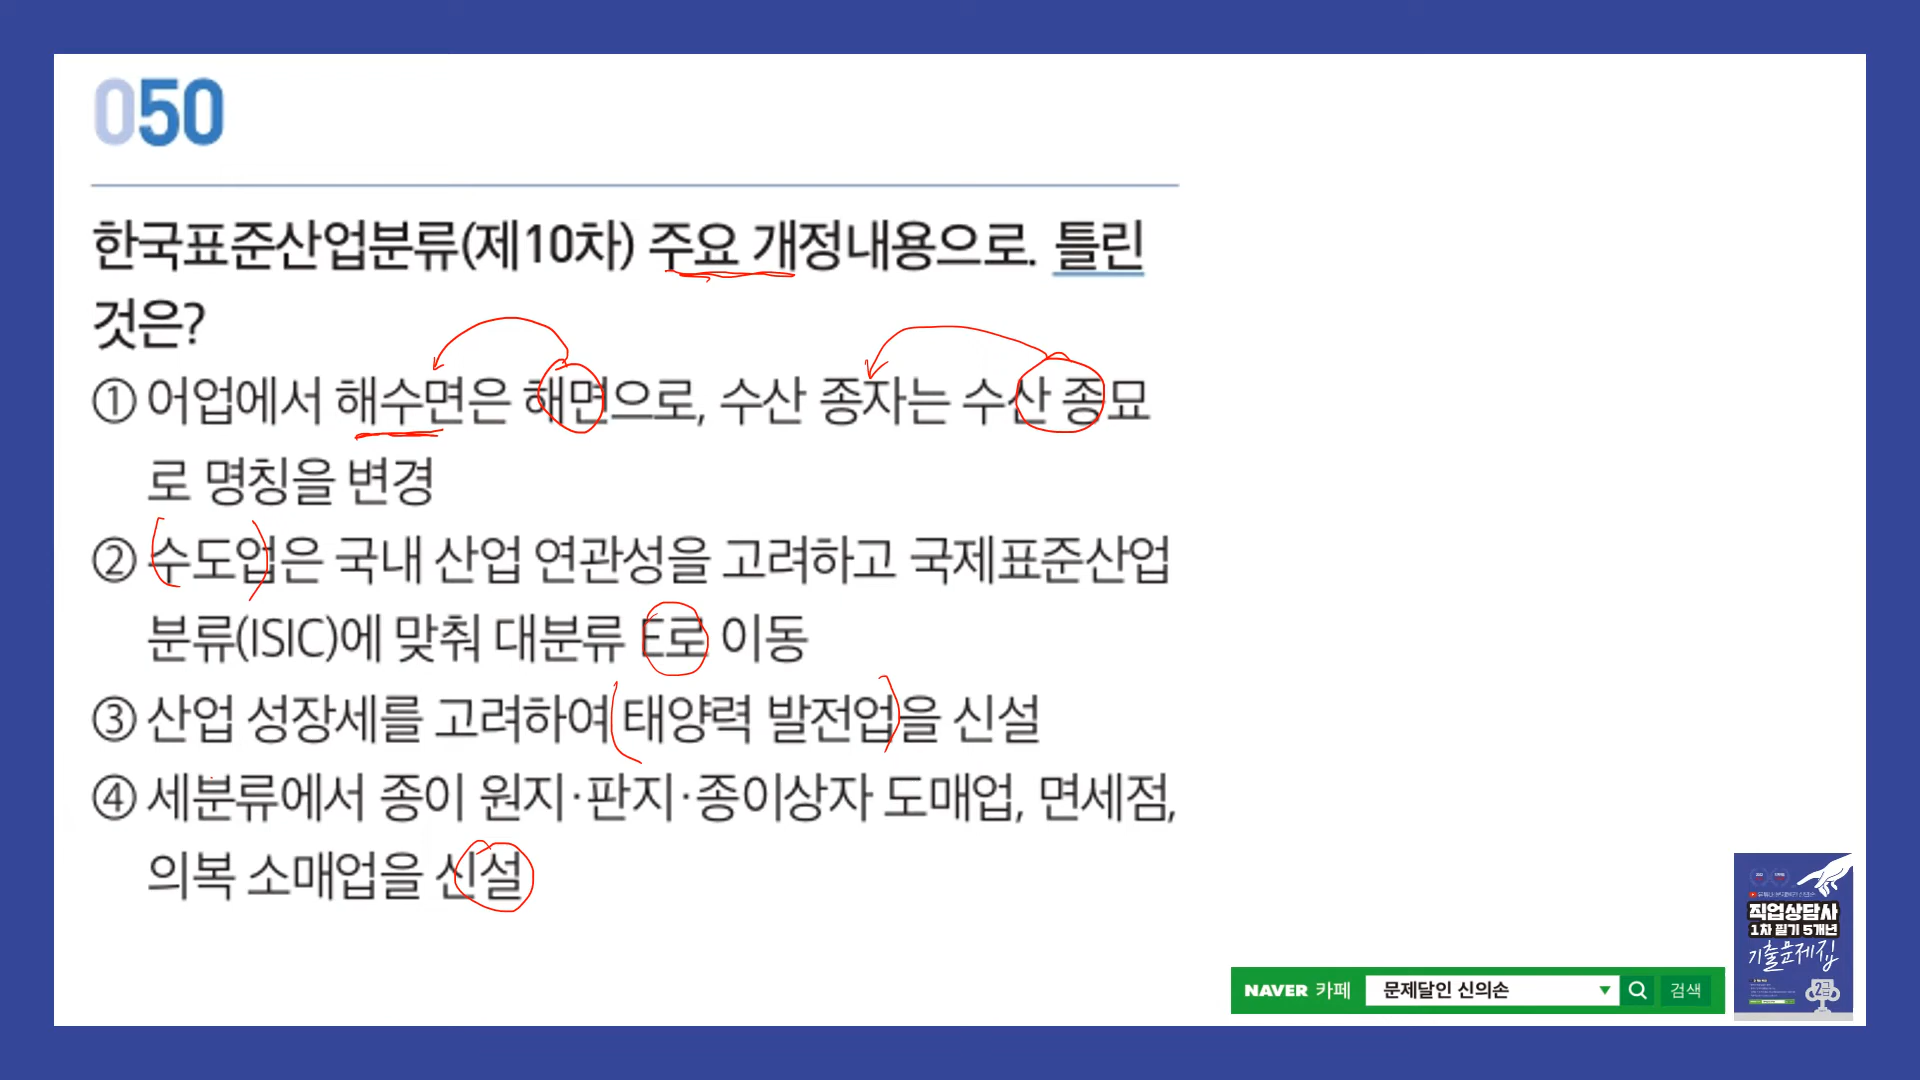 050
한국표준산업분류(제10차) 주요 개정내용으로. 틀린
것은?
① 어업에서 해수면은 해면으로, 수산 종자는 수산 종묘
로 명칭을 변경
② 수도업은 국내 산업 연관성을 고려하고 국제표준산업
분류(ISIC)에 맞춰 대분류 E로 이동
③ 산업 성장세를 고려하여 태양력 발전업을 신설
④ 세분류에서 종이 원지·판지·종이상자 도매업, 면세점,
의복 소매업을 신설
직업상담사
1차 필기 5개년
기출문제집
2급
NAVER 카페 문제달인 신의손 검색